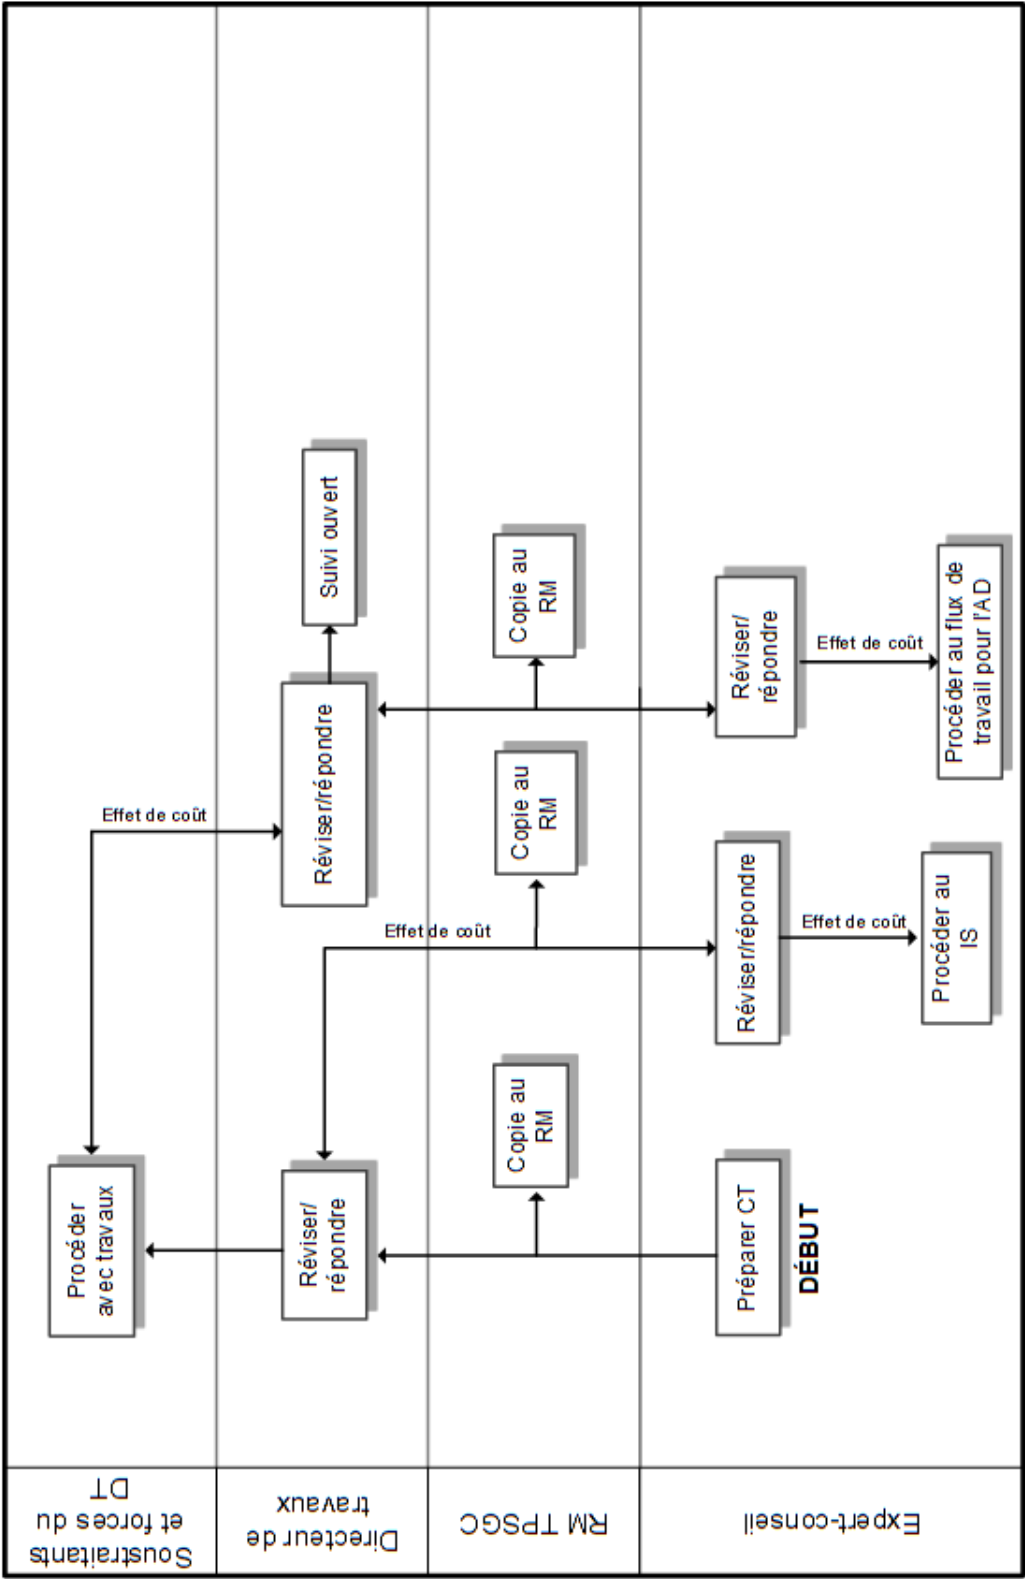 Soustraitants
et forces du
DT
Procéder
avec travaux
Effet de coût
Directeur de
travaux
Réviser/
répondre
Réviser/répondre
Suivi ouvert
Effet de coût
RM TPSGC
Copie au
RM
Copie au
RM
Copie au
RM
Expert-conseil
Préparer CT
DÉBUT
Réviser/répondre
Effet de coût
Procéder au
IS
Réviser/
répondre
Effet de coût
Procéder au flux de
travail pour l'AD